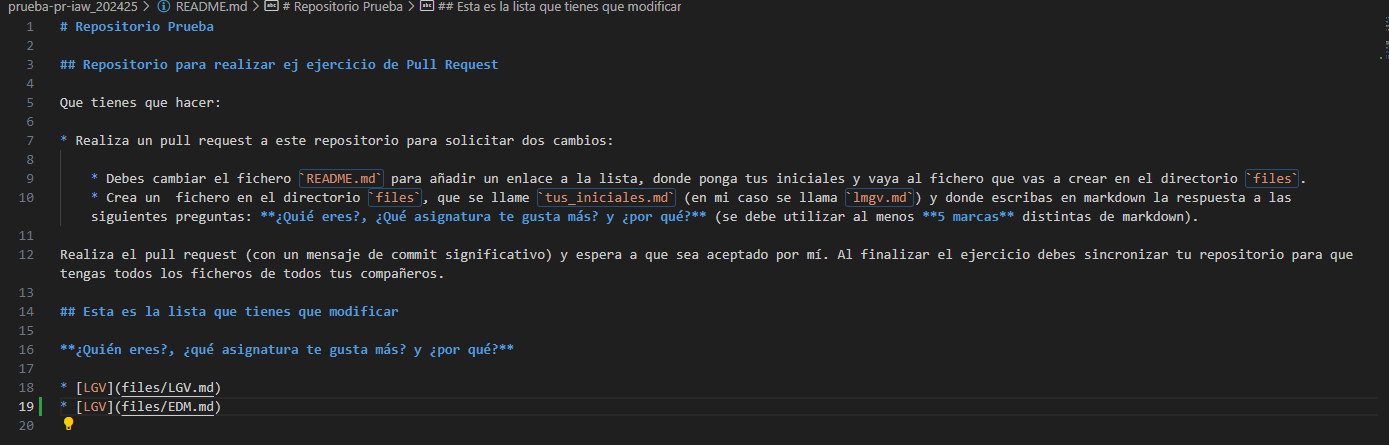 prueba-pr-iaw_202425 > README.md > # Repositorio Prueba > ## Esta es la lista que tienes que modificar
1 # Repositorio Prueba
2
3 ## Repositorio para realizar ej ejercicio de Pull Request
4
5 Que tienes que hacer:
6
7 * Realiza un pull request a este repositorio para solicitar dos cambios:
8
9 * Debes cambiar el fichero `README.md` para añadir un enlace a la lista, donde ponga tus iniciales y vaya al fichero que vas a crear en el directorio `files`.
10 * Crea un  fichero en el directorio `files`, que se llame `tus_iniciales.md` (en mi caso se llama `lmgv.md`) y donde escribas en markdown la respuesta a las
siguientes preguntas: **¿Quié eres?, ¿Qué asignatura te gusta más? y ¿por qué?** (se debe utilizar al menos **5 marcas** distintas de markdown).
11
12 Realiza el pull request (con un mensaje de commit significativo) y espera a que sea aceptado por mí. Al finalizar el ejercicio debes sincronizar tu repositorio para que
tengas todos los ficheros de todos tus compañeros.
13
14 ## Esta es la lista que tienes que modificar
15
16 **¿Quién eres?, ¿qué asignatura te gusta más? y ¿por qué?**
17
18 * [LGV](files/LGV.md)
19 * [LGV](files/EDM.md)
20